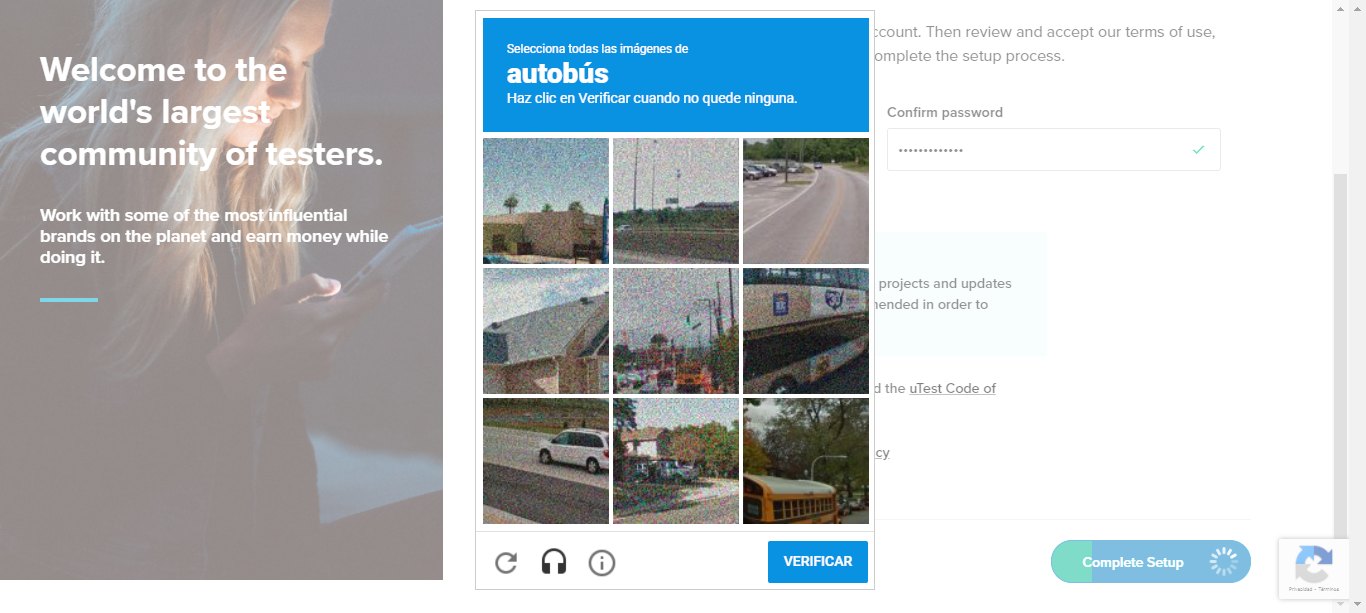 Welcome to the
world's largest
community of testers.
Work with some of the most influential
brands on the planet and earn money while
doing it.
Selecciona todas las imágenes de
autobús
Haz clic en Verificar cuando no quede ninguna.
VERIFICAR
ccount. Then review and accept our terms of use,
omplete the setup process.
Confirm password
•••••••••••••
projects and updates
mended in order to
d the uTest Code of
cy
Complete Setup
Privacidad - Términos